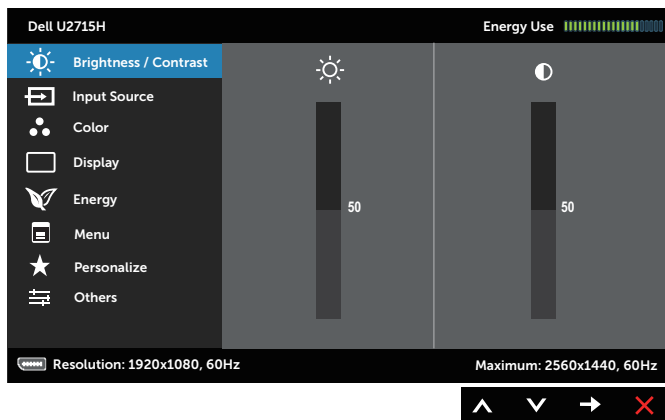 Dell U2715H
Energy Use
Brightness / Contrast
Input Source
Color
Display
Energy
Menu
Personalize
Others
50
50
Resolution: 1920x1080, 60Hz
Maximum: 2560x1440, 60Hz